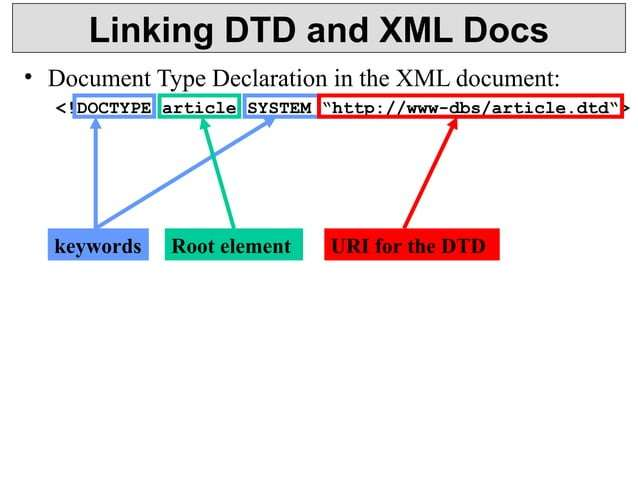 Linking DTD and XML Docs
• Document Type Declaration in the XML document:
<!DOCTYPE article SYSTEM “http://www-dbs/article.dtd“>
keywords Root element URI for the DTD